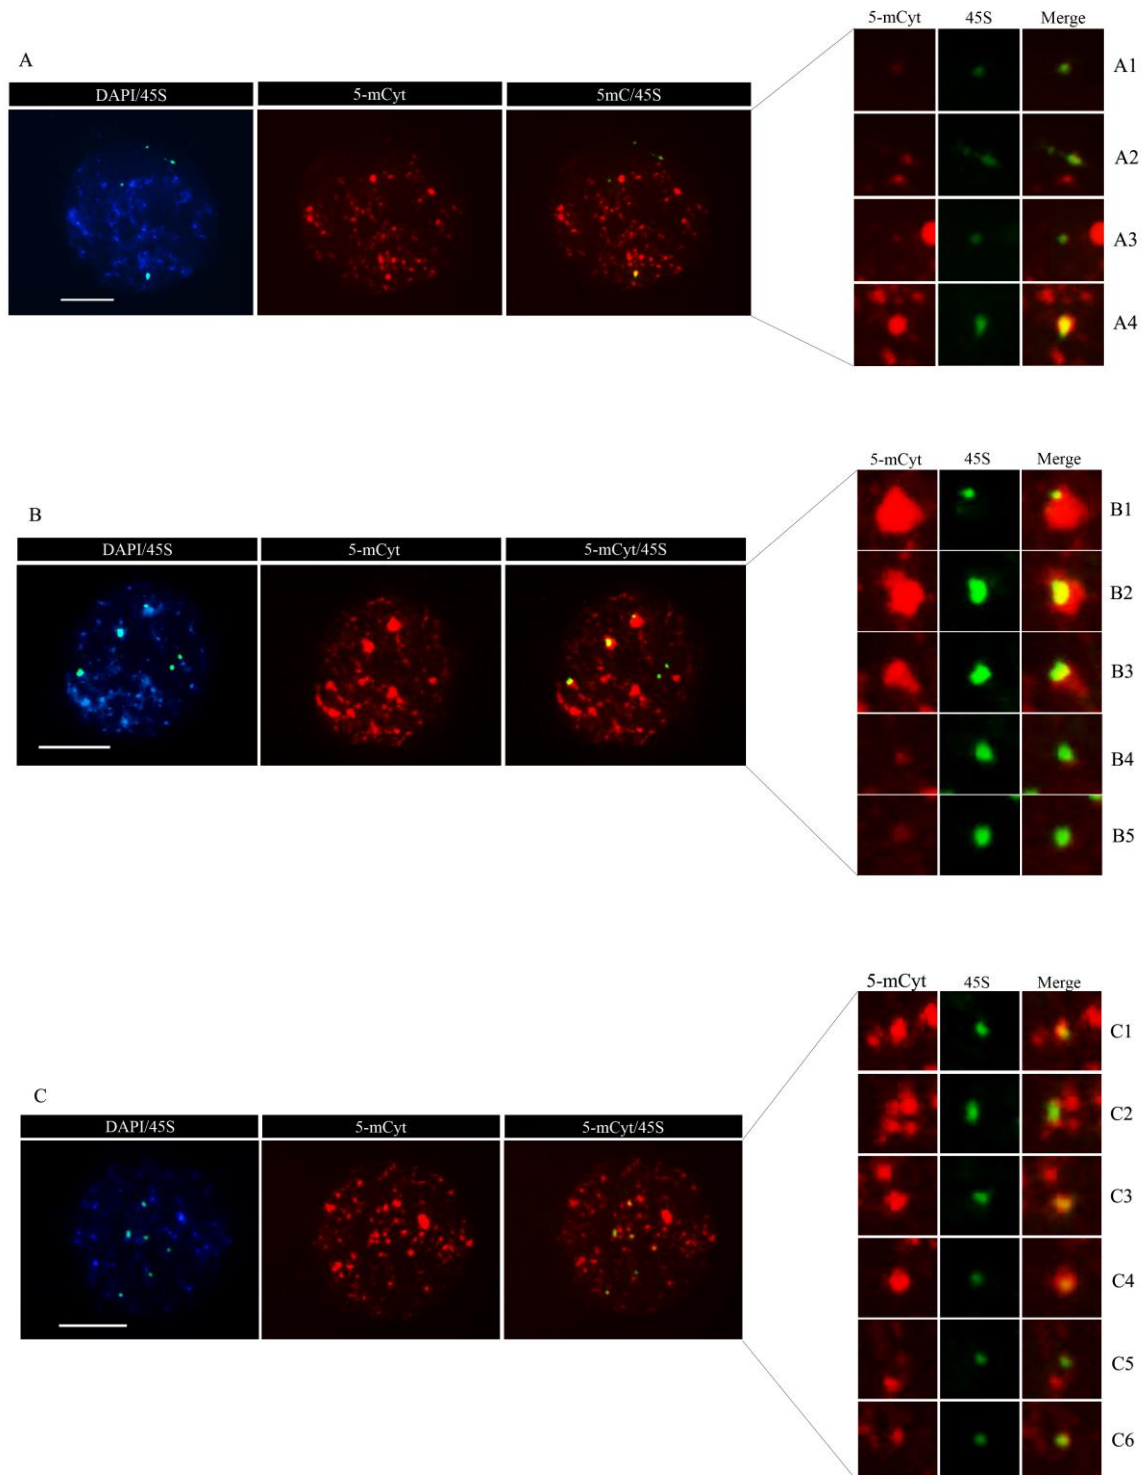 5-mCyt 45S Merge
A
DAPI/45S 5-mCyt 5mC/45S
A1
A2
A3
A4
5-mCyt 45S Merge
B
DAPI/45S 5-mCyt 5-mCyt/45S
B1
B2
B3
B4
B5
5-mCyt 45S Merge
C
DAPI/45S 5-mCyt 5-mCyt/45S
C1
C2
C3
C4
C5
C6